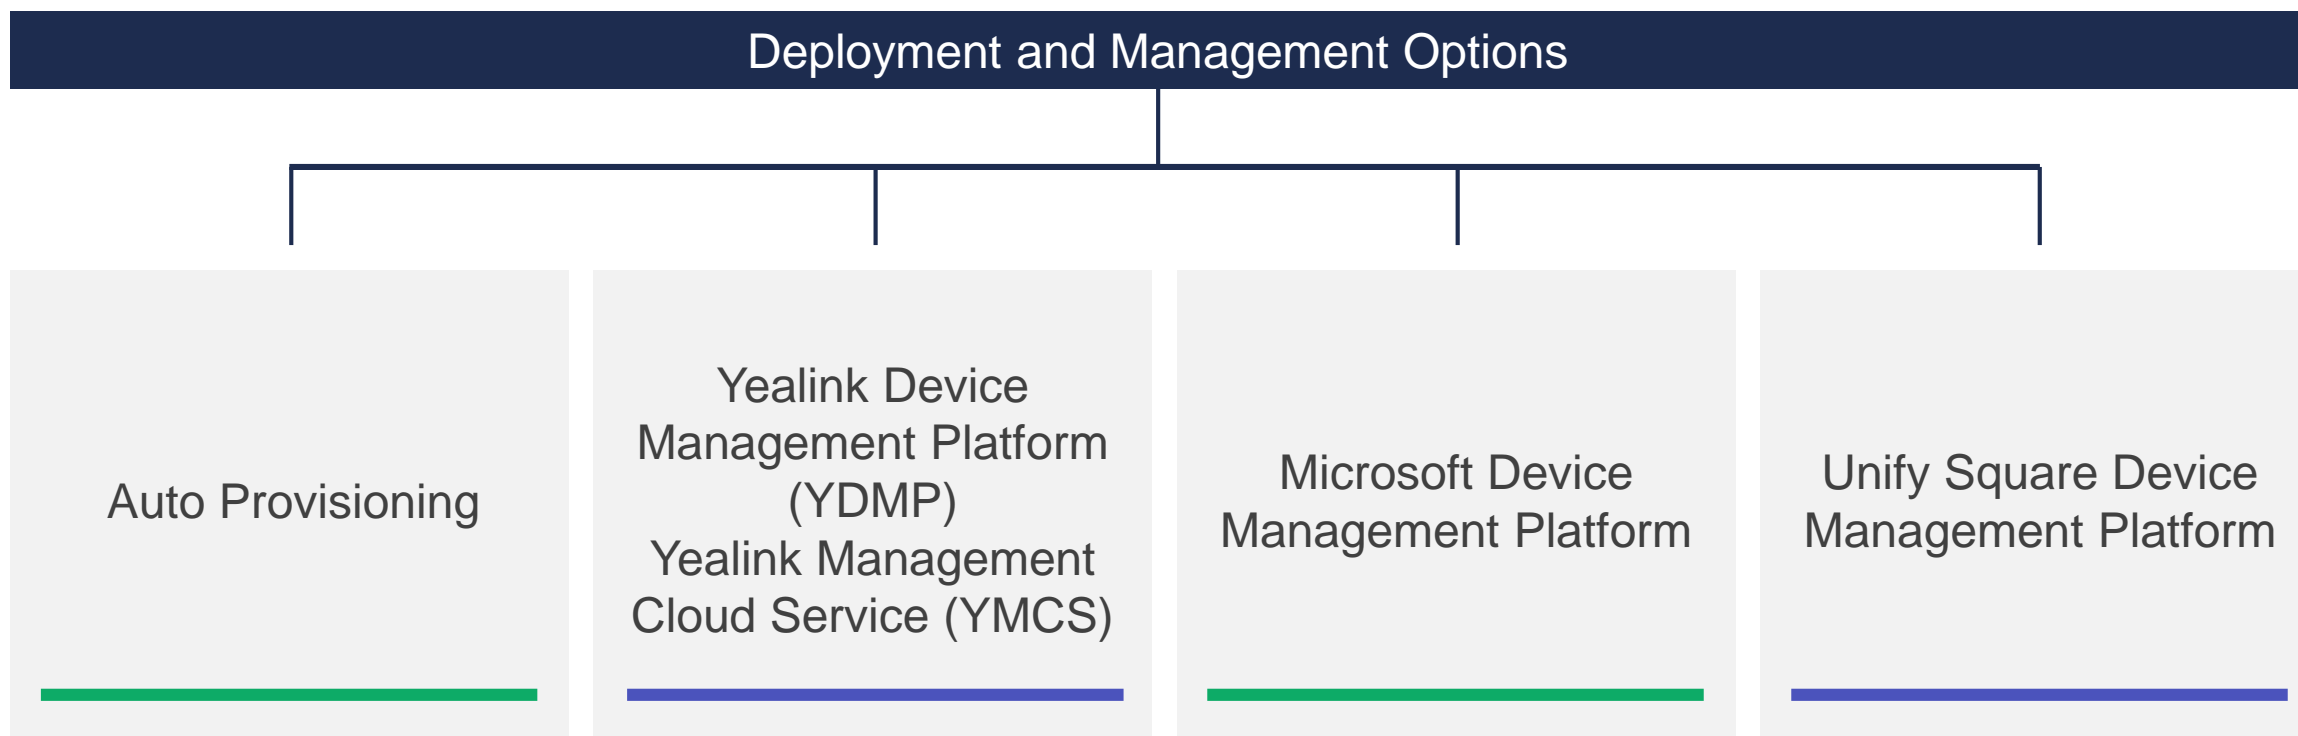 Deployment and Management Options
Auto Provisioning
Yealink Device
Management Platform
(YDMP)
Yealink Management
Cloud Service (YMCS)
Microsoft Device
Management Platform
Unify Square Device
Management Platform